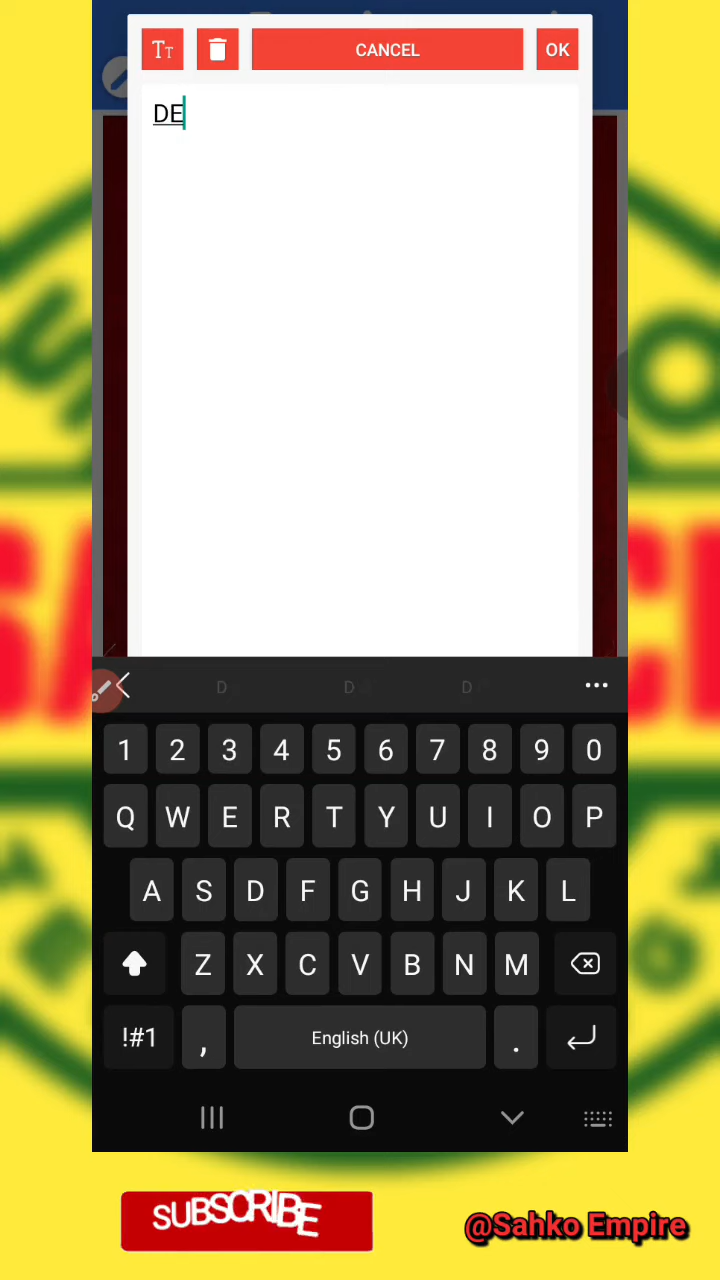 Tт CANCEL OK
DE
D D D
1 2 3 4 5 6 7 8 9 0
Q W E R T Y U I O P
A S D F G H J K L
Z X C V B N M
!#1 , English (UK) .
SUBSCRIBE
@Sahko Empire